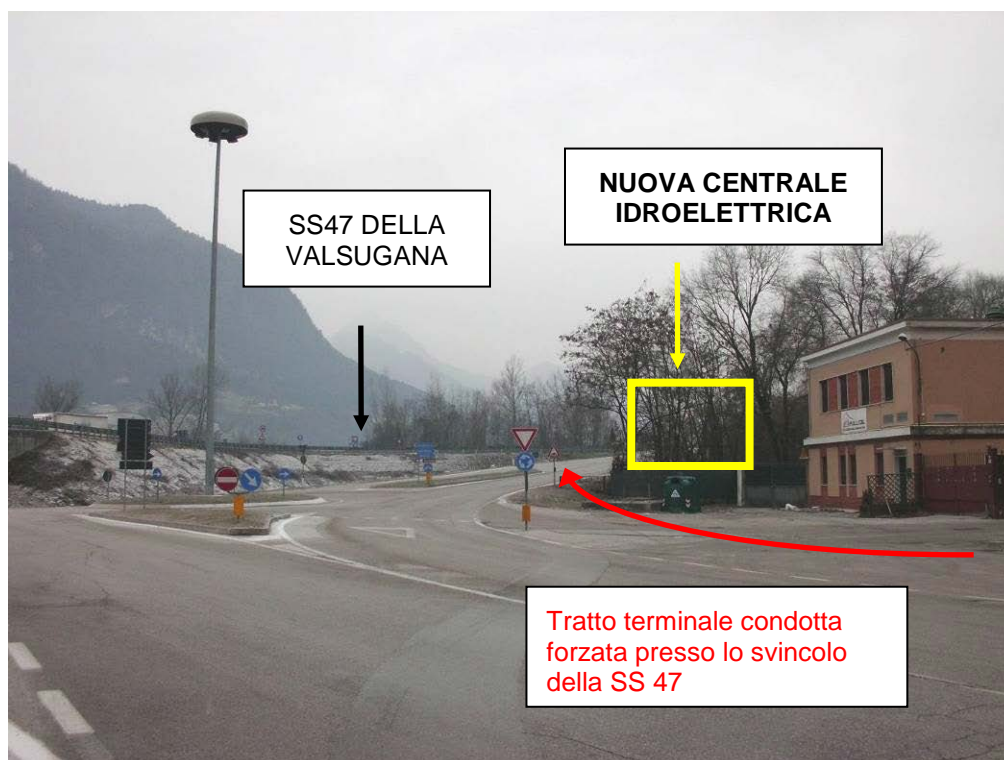 SS47 DELLA
VALSUGANA
NUOVA CENTRALE
IDROELETTRICA
Tratto terminale condotta
forzata presso lo svincolo
della SS 47